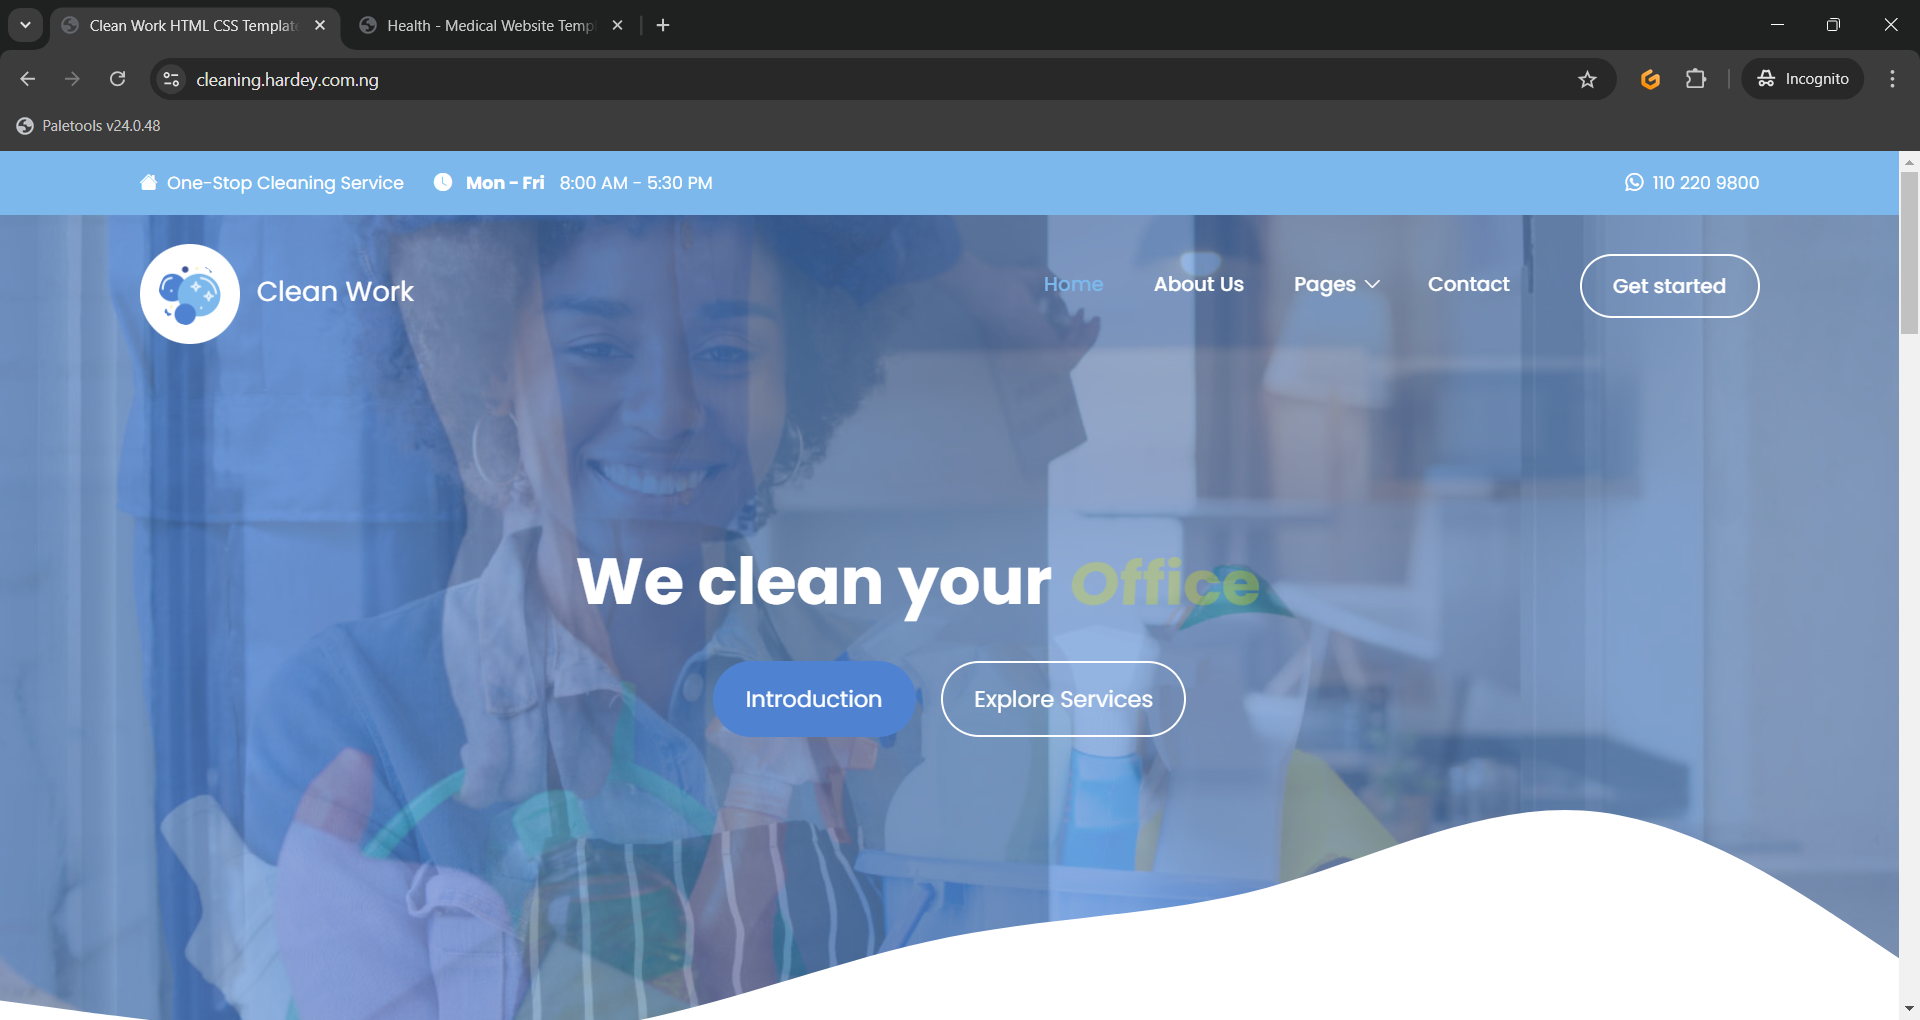 Clean Work HTML CSS Template
Health - Medical Website Temp
cleaning.hardey.com.ng
Incognito
Paletools v24.0.48
One-Stop Cleaning Service
Mon - Fri 8:00 AM - 5:30 PM
110 220 9800
Clean Work
Home
About Us
Pages
Contact
Get started
We clean your Office
Introduction
Explore Services